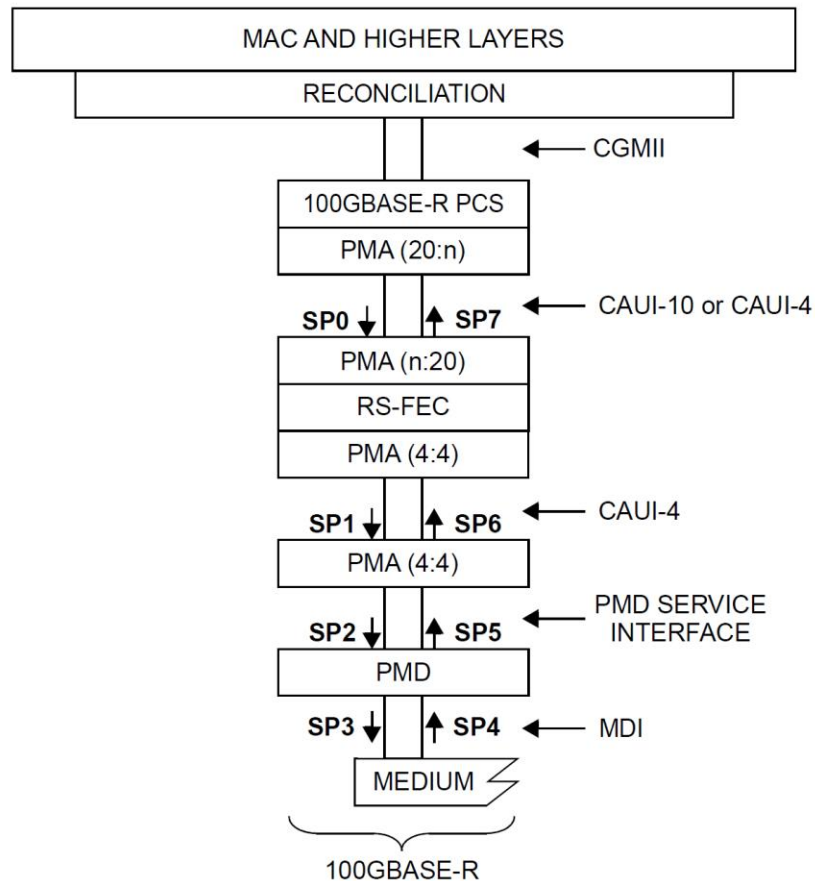 MAC AND HIGHER LAYERS
RECONCILIATION
CGMII
100GBASE-R PCS
PMA (20:n)
SP0 SP7
CAUI-10 or CAUI-4
PMA (n:20)
RS-FEC
PMA (4:4)
SP1 SP6
CAUI-4
PMA (4:4)
SP2 SP5
PMD SERVICE
INTERFACE
PMD
SP3 SP4
MDI
MEDIUM
100GBASE-R